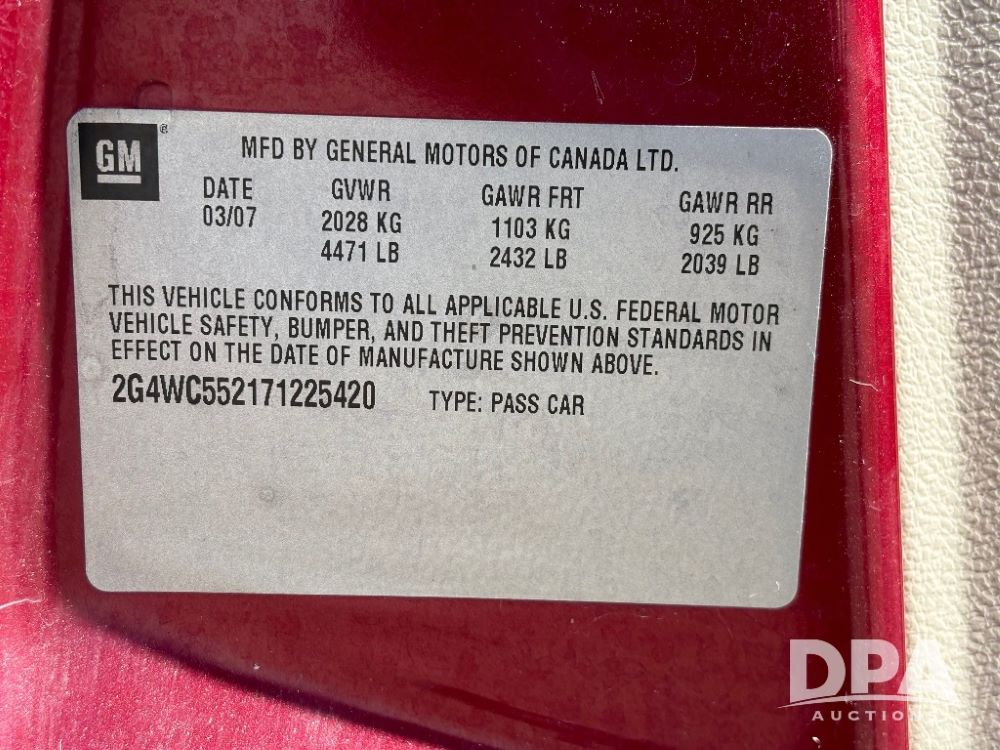 GM®
MFD BY GENERAL MOTORS OF CANADA LTD.
DATE GVWR GAWR FRT GAWR RR
03/07 2028 KG 1103 KG 925 KG
4471 LB 2432 LB 2039 LB
THIS VEHICLE CONFORMS TO ALL APPLICABLE U.S. FEDERAL MOTOR
VEHICLE SAFETY, BUMPER, AND THEFT PREVENTION STANDARDS IN
EFFECT ON THE DATE OF MANUFACTURE SHOWN ABOVE.
2G4WC552171225420 TYPE: PASS CAR
DPA
AUCTIONS